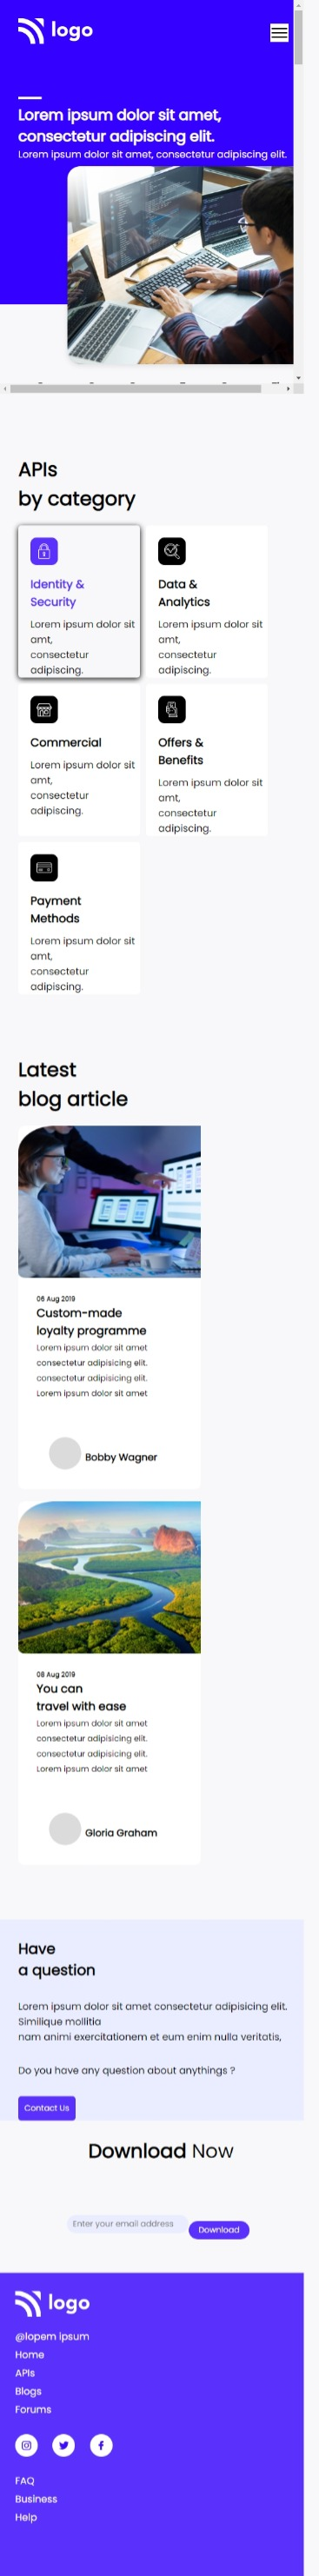 logo
Lorem ipsum dolor sit amet,
consectetur adipiscing elit.
Lorem ipsum dolor sit amet, consectetur adipiscing elit.
APIs
by category
Identity &
Security
Lorem ipsum dolor sit
amt,
consectetur
adipiscing.
Data &
Analytics
Lorem ipsum dolor sit
amt,
consectetur
adipiscing.
Commercial
Lorem ipsum dolor sit
amt,
consectetur
adipiscing.
Offers &
Benefits
Lorem ipsum dolor sit
amt,
consectetur
adipiscing.
Payment
Methods
Lorem ipsum dolor sit
amt,
consectetur
adipiscing.
Latest
blog article
06 Aug 2019
Custom-made
loyalty programme
Lorem ipsum dolor sit amet
consectetur adipisicing elit.
consectetur adipisicing elit.
Lorem ipsum dolor sit amet
Bobby Wagner
08 Aug 2019
You can
travel with ease
Lorem ipsum dolor sit amet
consectetur adipisicing elit.
consectetur adipisicing elit.
Lorem ipsum dolor sit amet
Gloria Graham
Have
a question
Lorem ipsum dolor sit amet consectetur adipisicing elit.
Similique mollitia
nam animi exercitationem et eum enim nulla veritatis,
Do you have any question about anythings ?
Contact Us
Download Now
Enter your email address
Download
logo
@lopem ipsum
Home
APIs
Blogs
Forums
FAQ
Business
Help